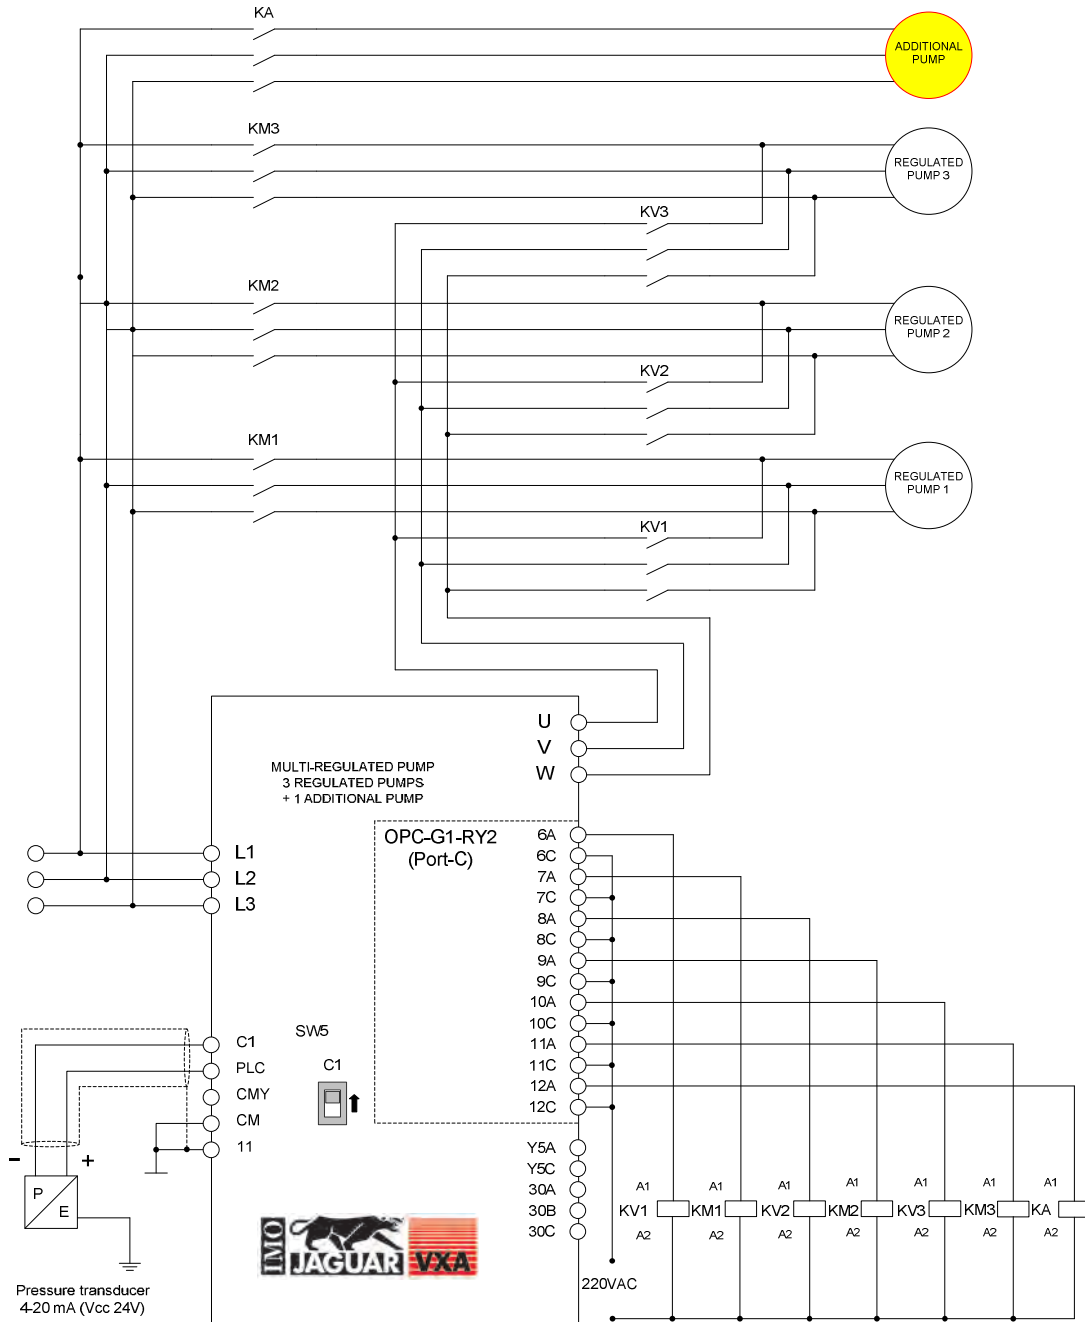 KA
ADDITIONAL
PUMP
KM3
REGULATED
PUMP 3
KV3
KM2
REGULATED
PUMP 2
KV2
KM1
REGULATED
PUMP 1
KV1
U
V
W
MULTI-REGULATED PUMP
3 REGULATED PUMPS
+ 1 ADDITIONAL PUMP
OPC-G1-RY2
(Port-C)
6A
6C
7A
7C
8A
8C
9A
9C
10A
10C
11A
11C
12A
12C
L1
L2
L3
SW5
C1
C1
PLC
CMY
CM
11
Y5A
Y5C
30A
30B
30C
- +
P
E
A1 A1 A1 A1 A1 A1 A1
KV1 KM1 KV2 KM2 KV3 KM3 KA
A2 A2 A2 A2 A2 A2 A2
IMO
JAGUAR VXA
220VAC
Pressure transducer
4-20 mA (Vcc 24V)